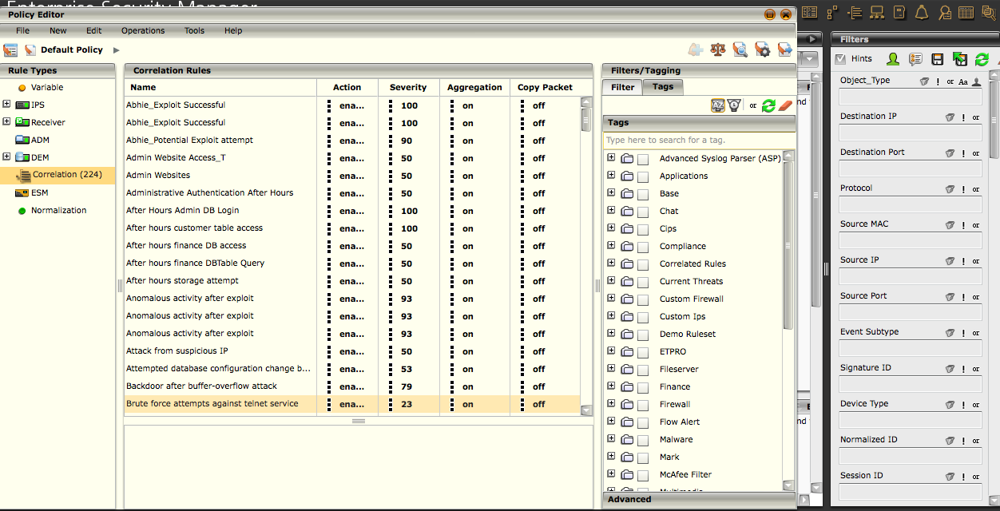 Enterprise Security Manager
Policy Editor
File New Edit Operations Tools Help
Default Policy
Rule Types
Variable
IPS
Receiver
ADM
DEM
Correlation (224)
ESM
Normalization
Correlation Rules
Name Action Severity Aggregation Copy Packet
Abhie_Exploit Successful ena... 100 on off
Abhie_Exploit Successful ena... 100 on off
Abhie_Potential Exploit attempt ena... 90 on off
Admin Website Access_T ena... 50 on off
Admin Websites ena... 50 on off
Administrative Authentication After Hours ena... 50 on off
After Hours Admin DB Login ena... 100 on off
After hours customer table access ena... 100 on off
After hours finance DB access ena... 50 on off
After hours finance DBTable Query ena... 50 on off
After hours storage attempt ena... 50 on off
Anomalous activity after exploit ena... 93 on off
Anomalous activity after exploit ena... 93 on off
Anomalous activity after exploit ena... 93 on off
Attack from suspicious IP ena... 50 on off
Attempted database configuration change b... ena... 53 on off
Backdoor after buffer-overflow attack ena... 79 on off
Brute force attempts against telnet service ena... 23 on off
Filters/Tagging
Filter Tags
AZ or
Tags
Type here to search for a tag.
Advanced Syslog Parser (ASP)
Applications
Base
Chat
Cips
Compliance
Correlated Rules
Current Threats
Custom Firewall
Custom Ips
Demo Ruleset
ETPRO
Fileserver
Finance
Firewall
Flow Alert
Malware
Mark
McAfee Filter
Multimedia
Advanced
Filters
Hints
Object_Type ! or Aa
Destination IP ! or
Destination Port ! or
Protocol ! or
Source MAC ! or
Source IP ! or
Source Port ! or
Event Subtype ! or
Signature ID ! or
Device Type ! or
Normalized ID ! or
Session ID ! or